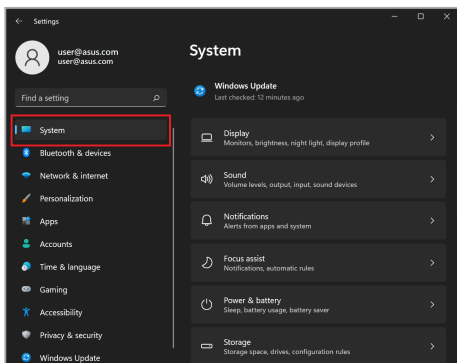 Settings
user@asus.com
user@asus.com
Find a setting
System
Bluetooth & devices
Network & internet
Personalization
Apps
Accounts
Time & language
Gaming
Accessibility
Privacy & security
Windows Update
System
Windows Update
Last checked: 12 minutes ago
Display
Monitors, brightness, night light, display profile
Sound
Volume levels, output, input, sound devices
Notifications
Alerts from apps and system
Focus assist
Notifications, automatic rules
Power & battery
Sleep, battery usage, battery saver
Storage
Storage space, drives, configuration rules